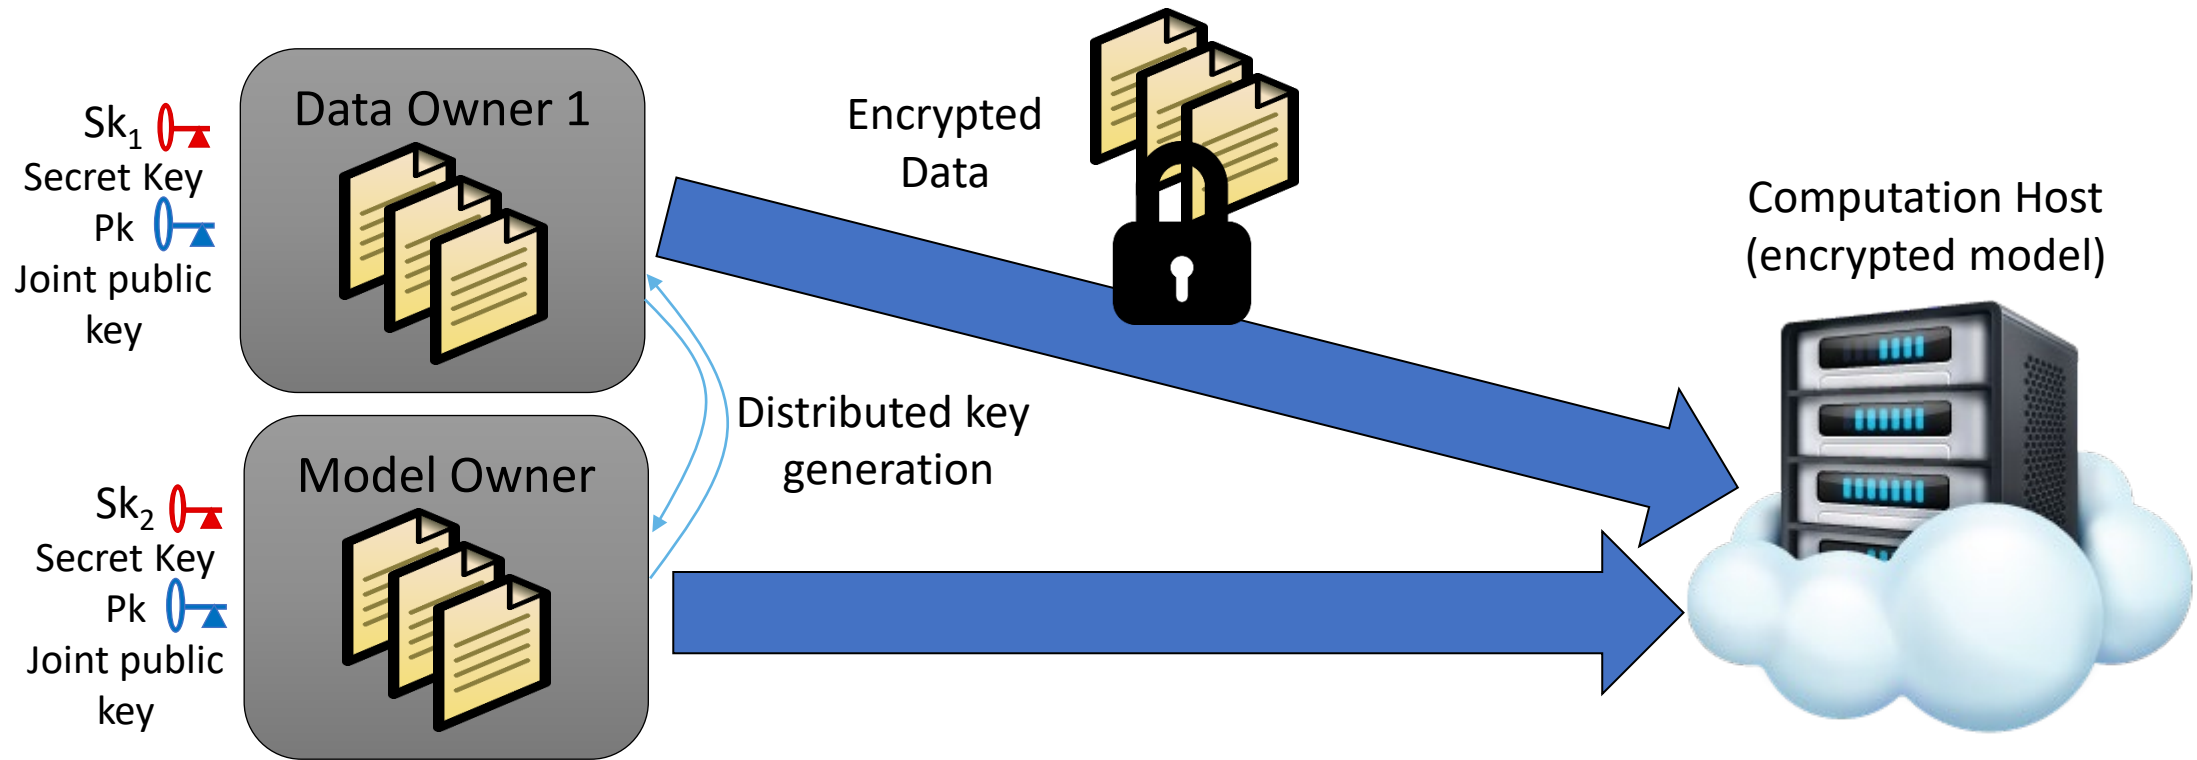 Sk1
Secret Key
Pk
Joint public
key
Data Owner 1
Encrypted
Data
Computation Host
(encrypted model)
Distributed key
generation
Sk2
Secret Key
Pk
Joint public
key
Model Owner